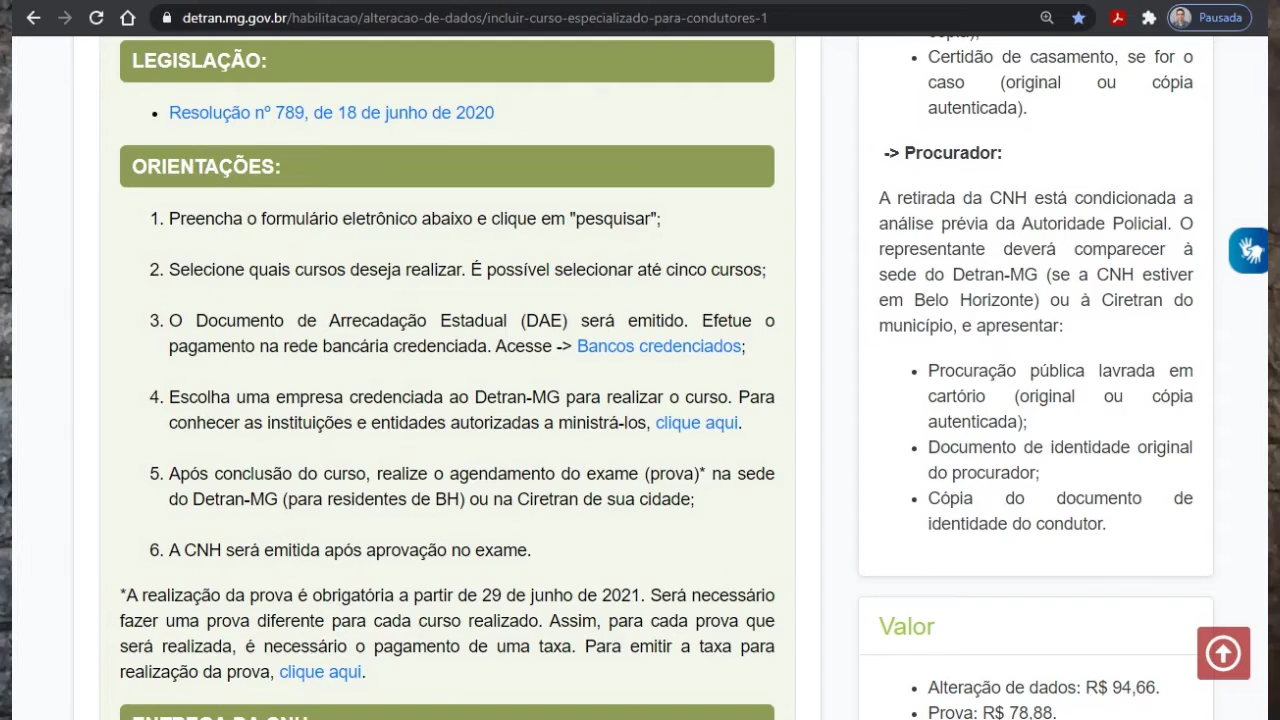 detran.mg.gov.br/habilitacao/alteracao-de-dados/incluir-curso-especializado-para-condutores-1
Pausada
LEGISLAÇÃO:
• Resolução nº 789, de 18 de junho de 2020
ORIENTAÇÕES:
1. Preencha o formulário eletrônico abaixo e clique em "pesquisar";
2. Selecione quais cursos deseja realizar. É possível selecionar até cinco cursos;
3. O Documento de Arrecadação Estadual (DAE) será emitido. Efetue o
pagamento na rede bancária credenciada. Acesse -> Bancos credenciados;
4. Escolha uma empresa credenciada ao Detran-MG para realizar o curso. Para
conhecer as instituições e entidades autorizadas a ministrá-los, clique aqui.
5. Após conclusão do curso, realize o agendamento do exame (prova)* na sede
do Detran-MG (para residentes de BH) ou na Ciretran de sua cidade;
6. A CNH será emitida após aprovação no exame.
*A realização da prova é obrigatória a partir de 29 de junho de 2021. Será necessário
fazer uma prova diferente para cada curso realizado. Assim, para cada prova que
será realizada, é necessário o pagamento de uma taxa. Para emitir a taxa para
realização da prova, clique aqui.
ENTREGA DA CNH:
cópia);
• Certidão de casamento, se for o
caso (original ou cópia
autenticada).
-> Procurador:
A retirada da CNH está condicionada a
análise prévia da Autoridade Policial. O
representante deverá comparecer à
sede do Detran-MG (se a CNH estiver
em Belo Horizonte) ou à Ciretran do
município, e apresentar:
• Procuração pública lavrada em
cartório (original ou cópia
autenticada);
• Documento de identidade original
do procurador;
• Cópia do documento de
identidade do condutor.
Valor
• Alteração de dados: R$ 94,66.
• Prova: R$ 78,88.